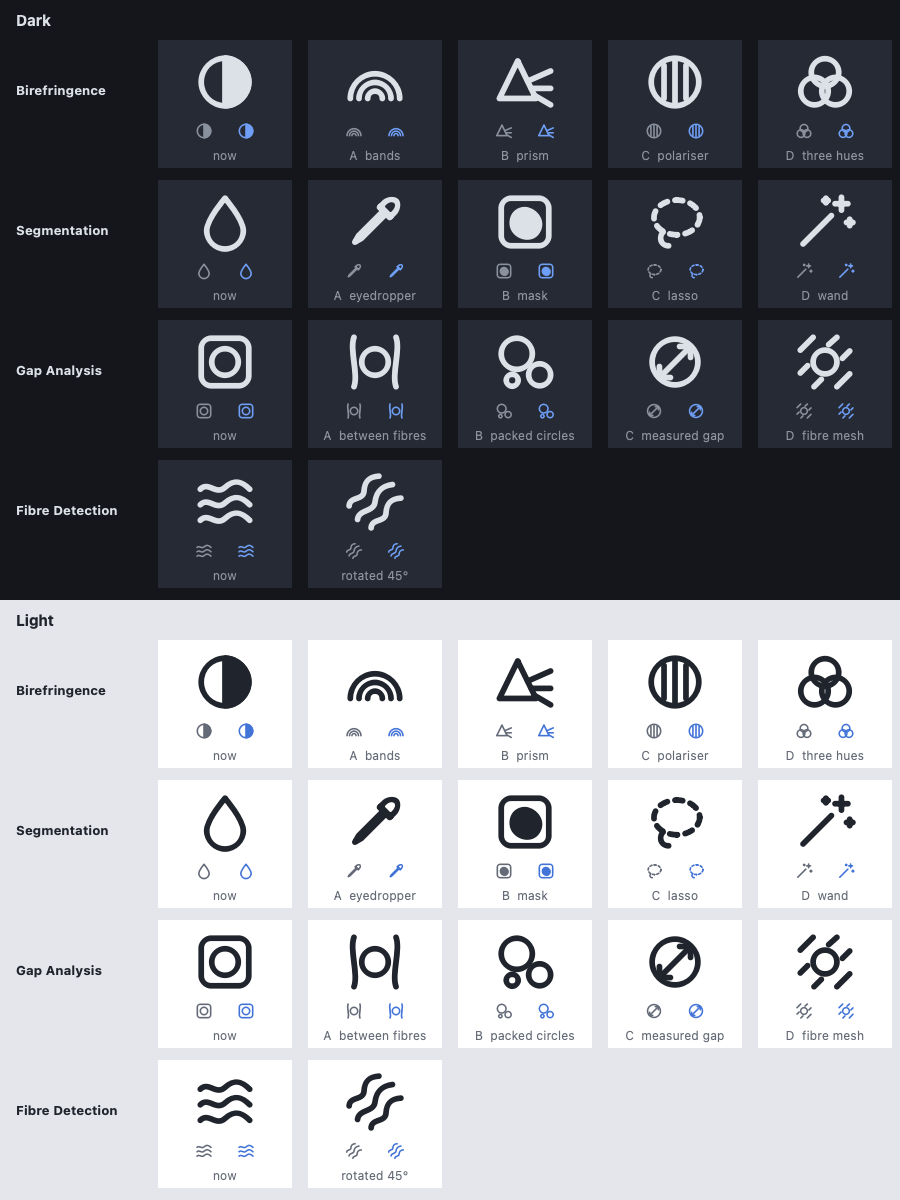 Dark
Birefringence
now
A bands
B prism
C polariser
D three hues
Segmentation
now
A eyedropper
B mask
C lasso
D wand
Gap Analysis
now
A between fibres
B packed circles
C measured gap
D fibre mesh
Fibre Detection
now
rotated 45°
Light
Birefringence
now
A bands
B prism
C polariser
D three hues
Segmentation
now
A eyedropper
B mask
C lasso
D wand
Gap Analysis
now
A between fibres
B packed circles
C measured gap
D fibre mesh
Fibre Detection
now
rotated 45°